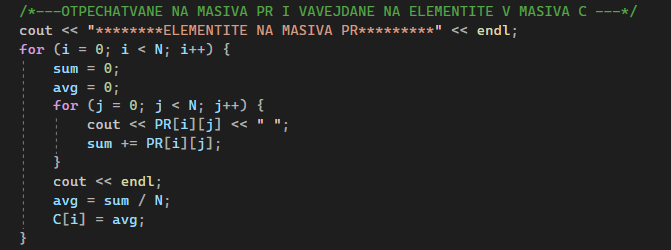 /*---OTPECHATVANE NA MASIVA PR I VAVEJDANE NA ELEMENTITE V MASIVA C ---*/
cout << "********ELEMENTITE NA MASIVA PR*********" << endl;
for (i = 0; i < N; i++) {
    sum = 0;
    avg = 0;
    for (j = 0; j < N; j++) {
        cout << PR[i][j] << " ";
        sum += PR[i][j];
    }
    cout << endl;
    avg = sum / N;
    C[i] = avg;
}